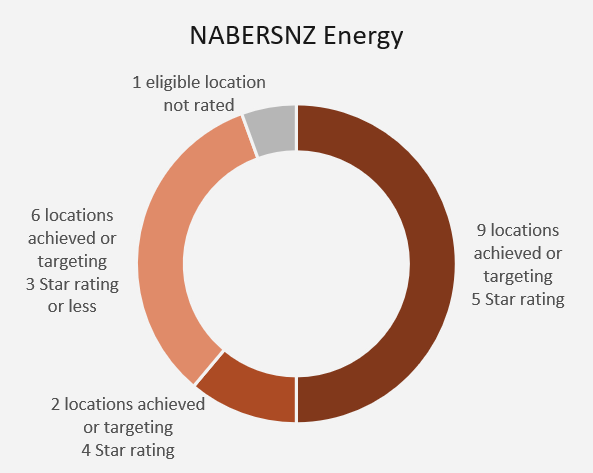 NABERSNZ Energy
1 eligible location
not rated
9 locations
achieved or
targeting
5 Star rating
6 locations
achieved or
targeting
3 Star rating
or less
2 locations achieved
or targeting
4 Star rating